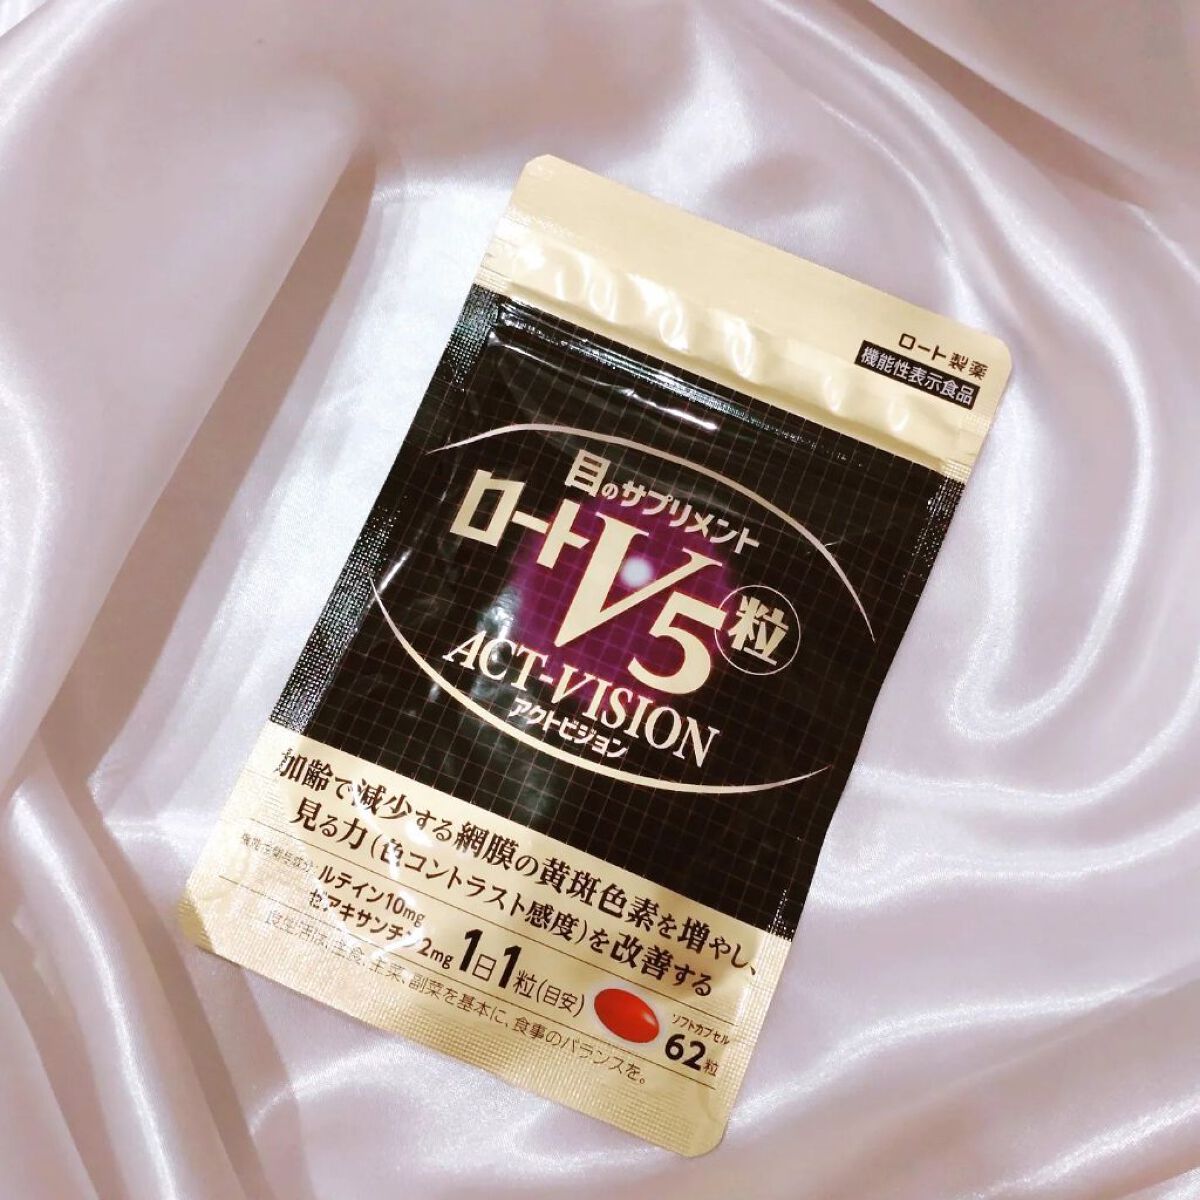 ロート製薬
機能性表示食品
目のサプリメント
ロートV5粒
ACT-VISION
アクトビジョン
加齢で減少する網膜の黄斑色素を増やし、
見る力(色コントラスト感度)を改善する
ルテイン10mg
ゼアキサンチン2mg
1日1粒(目安)
ソフトカプセル
62粒
食生活は、主食、主菜、副菜を基本に、食事のバランスを。